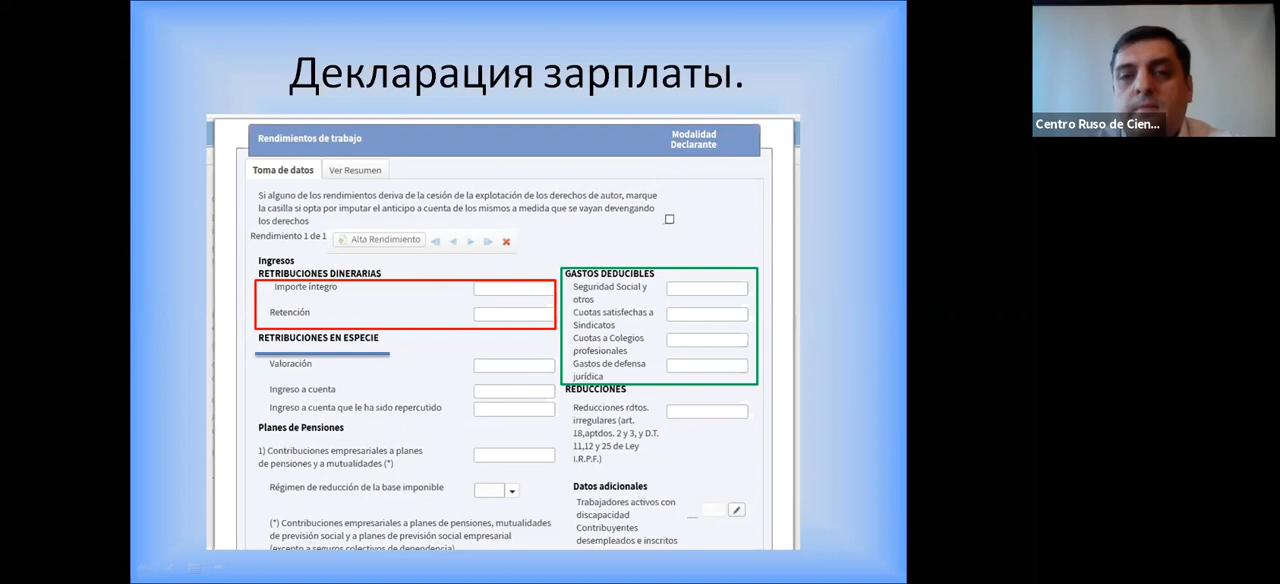 Декларация зарплаты.
Centro Ruso de Cien...
Rendimientos de trabajo
Modalidad
Declarante
Toma de datos
Ver Resumen
Si alguno de los rendimientos deriva de la cesión de la explotación de los derechos de autor, marque
la casilla si opta por imputar el anticipo a cuenta de los mismos a medida que se vayan devengando
los derechos
Rendimiento 1 de 1
Alta Rendimiento
Ingresos
RETRIBUCIONES DINERARIAS
Importe íntegro
Retención
RETRIBUCIONES EN ESPECIE
Valoración
Ingreso a cuenta
Ingreso a cuenta que le ha sido repercutido
Planes de Pensiones
1) Contribuciones empresariales a planes
de pensiones y a mutualidades (*)
Régimen de reducción de la base imponible
(*) Contribuciones empresariales a planes de pensiones, mutualidades
de previsión social y a planes de previsión social empresarial
(excepto a seguros colectivos de dependencia)
GASTOS DEDUCIBLES
Seguridad Social y
otros
Cuotas satisfechas a
Sindicatos
Cuotas a Colegios
profesionales
Gastos de defensa
jurídica
REDUCCIONES
Reducciones rdtos.
irregulares (art.
18,aptdos. 2 y 3, y D.T.
11,12 y 25 de Ley
I.R.P.F.)
Datos adicionales
Trabajadores activos con
discapacidad
Contribuyentes
desempleados e inscritos